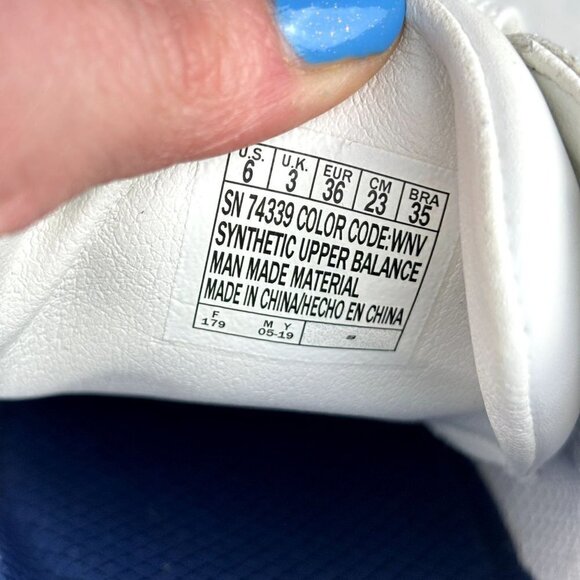 U.S. U.K. EUR CM BRA
6 3 36 23 35
SN 74339 COLOR CODE:WNV
SYNTHETIC UPPER BALANCE
MAN MADE MATERIAL
MADE IN CHINA/HECHO EN CHINA
F M Y
179 05-19